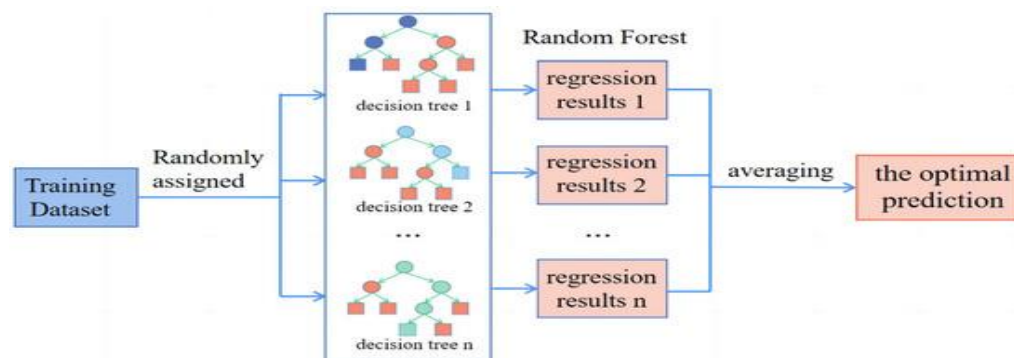 Random Forest
Training
Dataset
Randomly
assigned
decision tree 1
decision tree 2
...
decision tree n
regression
results 1
regression
results 2
...
regression
results n
averaging
the optimal
prediction